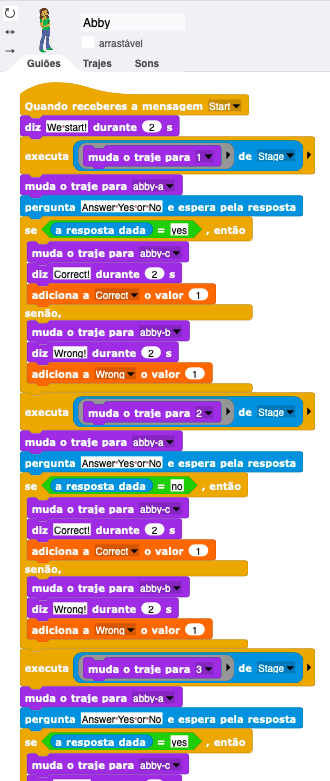 Abby
arrastável
Guiões Trajes Sons
Quando receberes a mensagem Start
diz We start! durante 2 s
executa muda o traje para 1 de Stage
muda o traje para abby-a
pergunta Answer Yes or No e espera pela resposta
se a resposta dada = yes , então
muda o traje para abby-c
diz Correct! durante 2 s
adiciona a Correct o valor 1
senão,
muda o traje para abby-b
diz Wrong! durante 2 s
adiciona a Wrong o valor 1
executa muda o traje para 2 de Stage
muda o traje para abby-a
pergunta Answer Yes or No e espera pela resposta
se a resposta dada = no , então
muda o traje para abby-c
diz Correct! durante 2 s
adiciona a Correct o valor 1
senão,
muda o traje para abby-b
diz Wrong! durante 2 s
adiciona a Wrong o valor 1
executa muda o traje para 3 de Stage
muda o traje para abby-a
pergunta Answer Yes or No e espera pela resposta
se a resposta dada = yes , então
muda o traje para abby-c